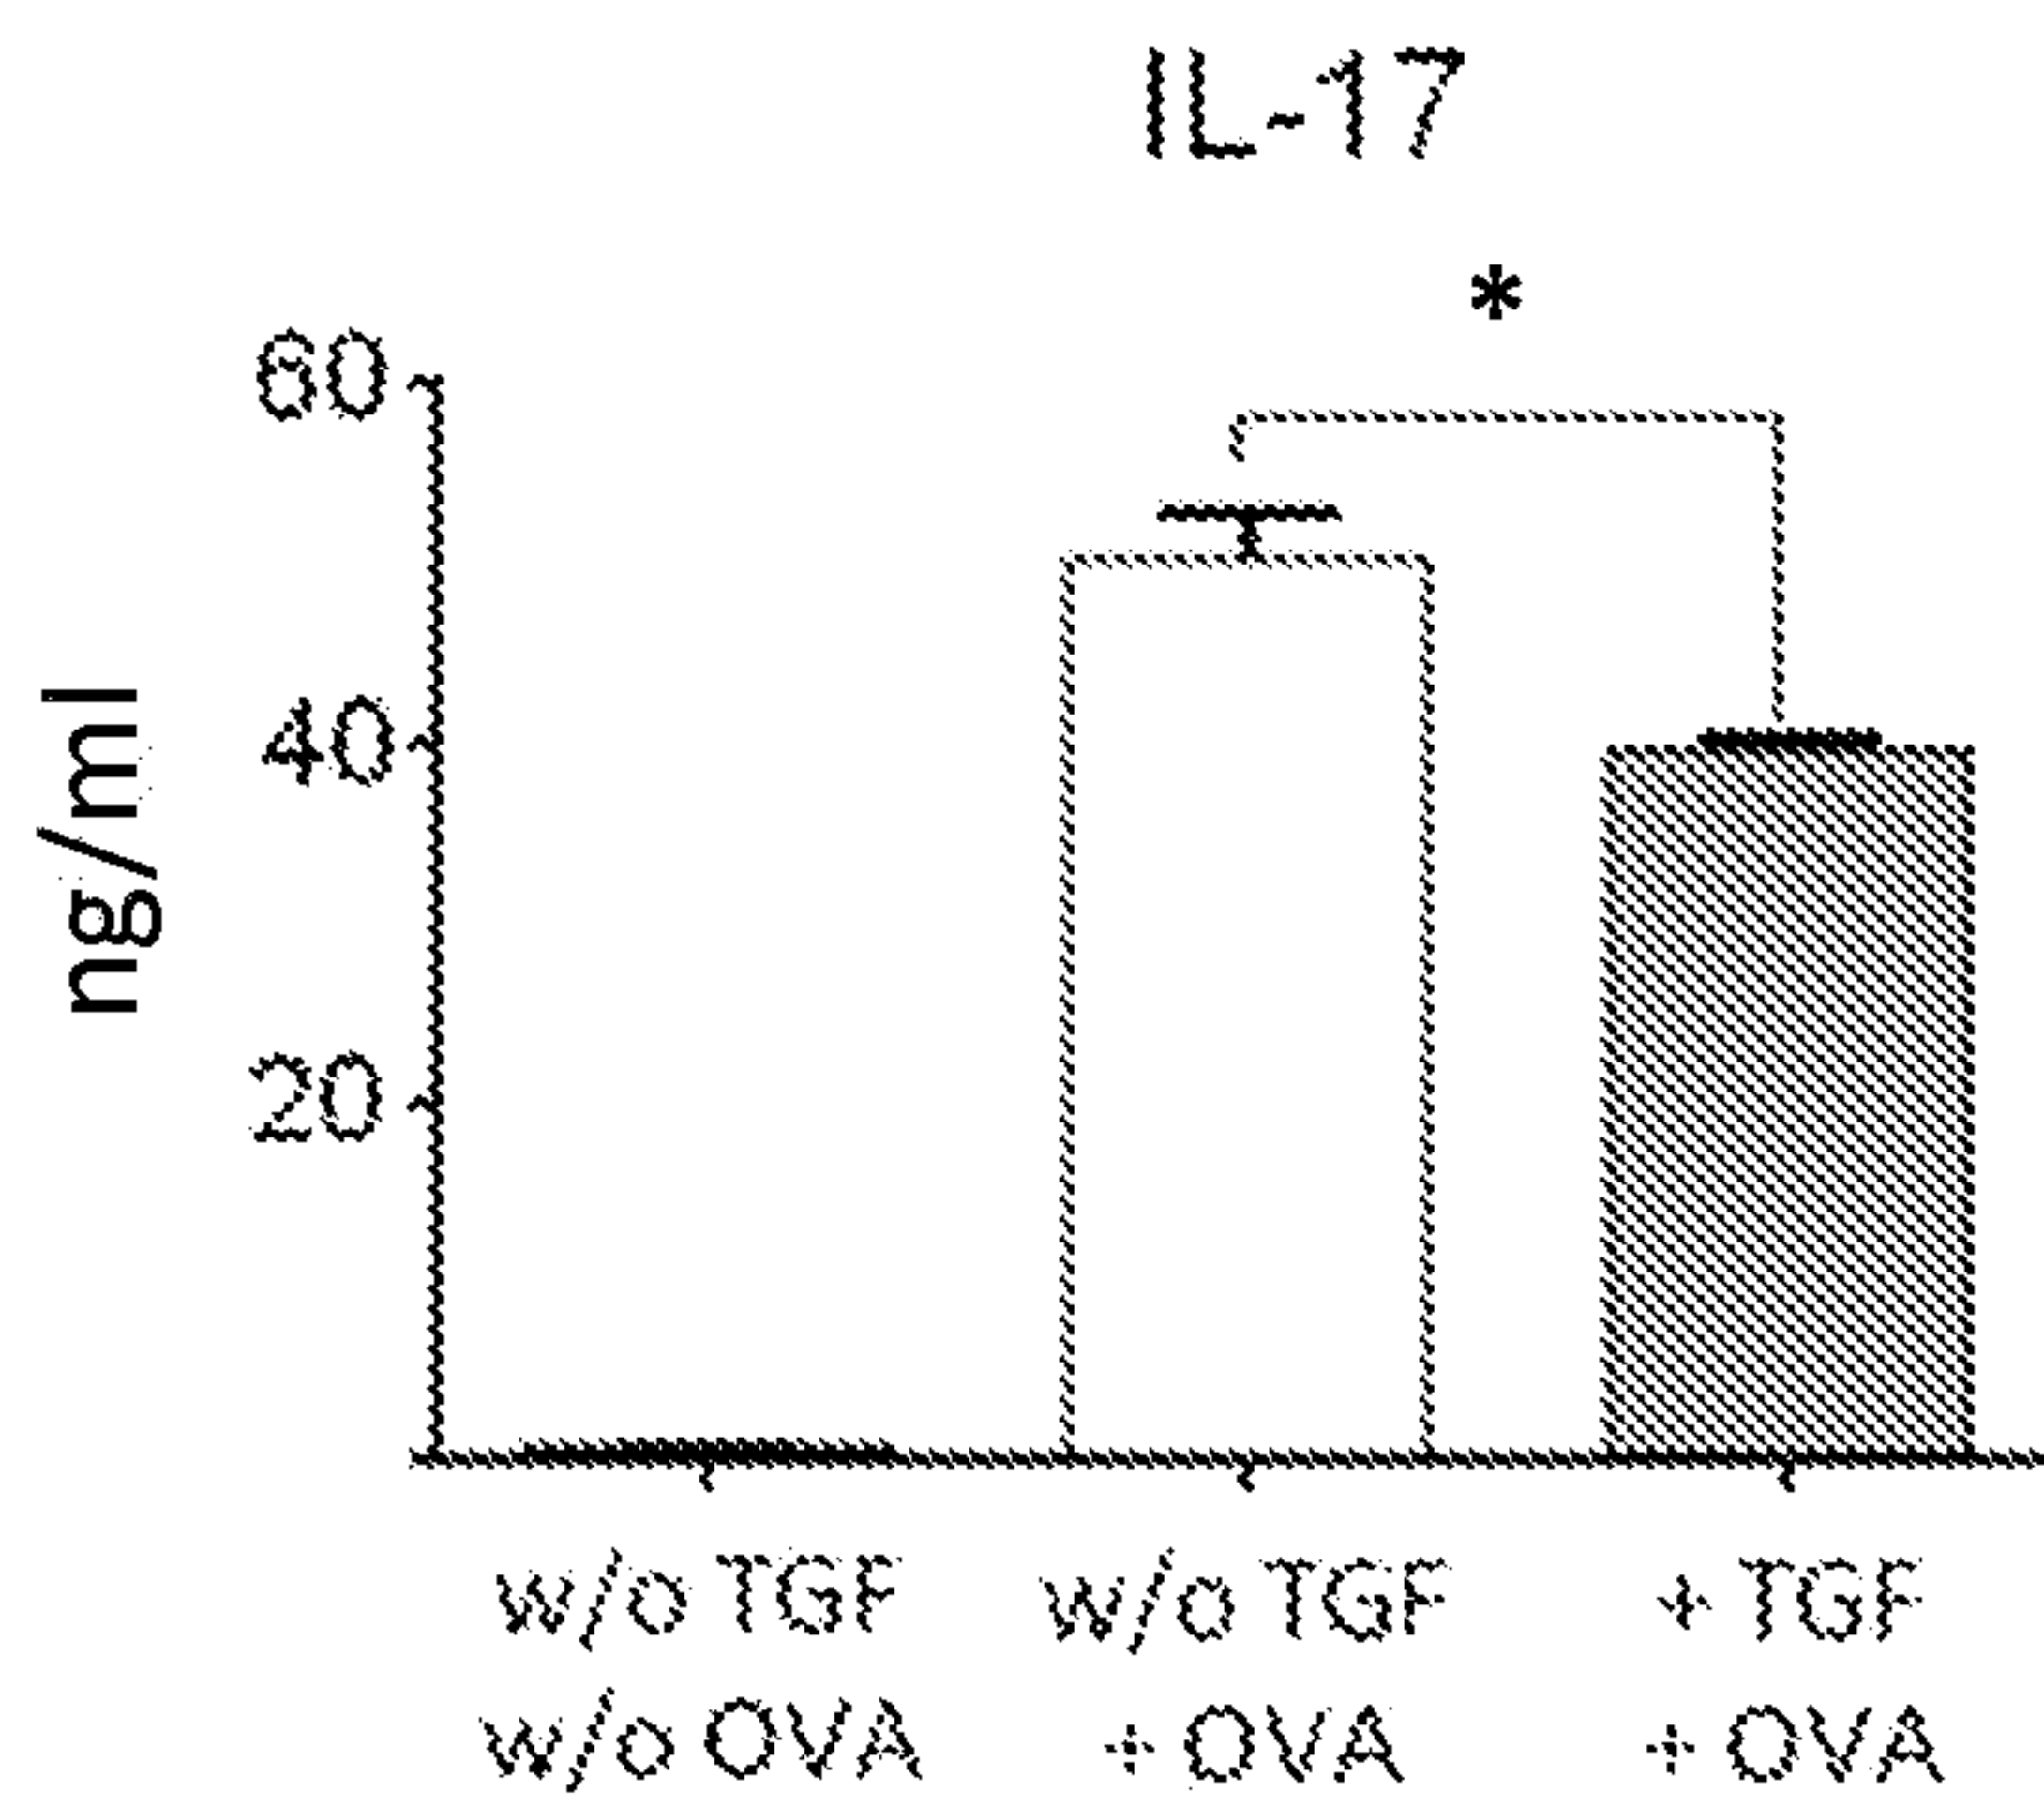 IL-17
*
60
40
20
ng/ml
w/o TGF
w/o OVA
w/o TGF
+ OVA
+ TGF
+ OVA